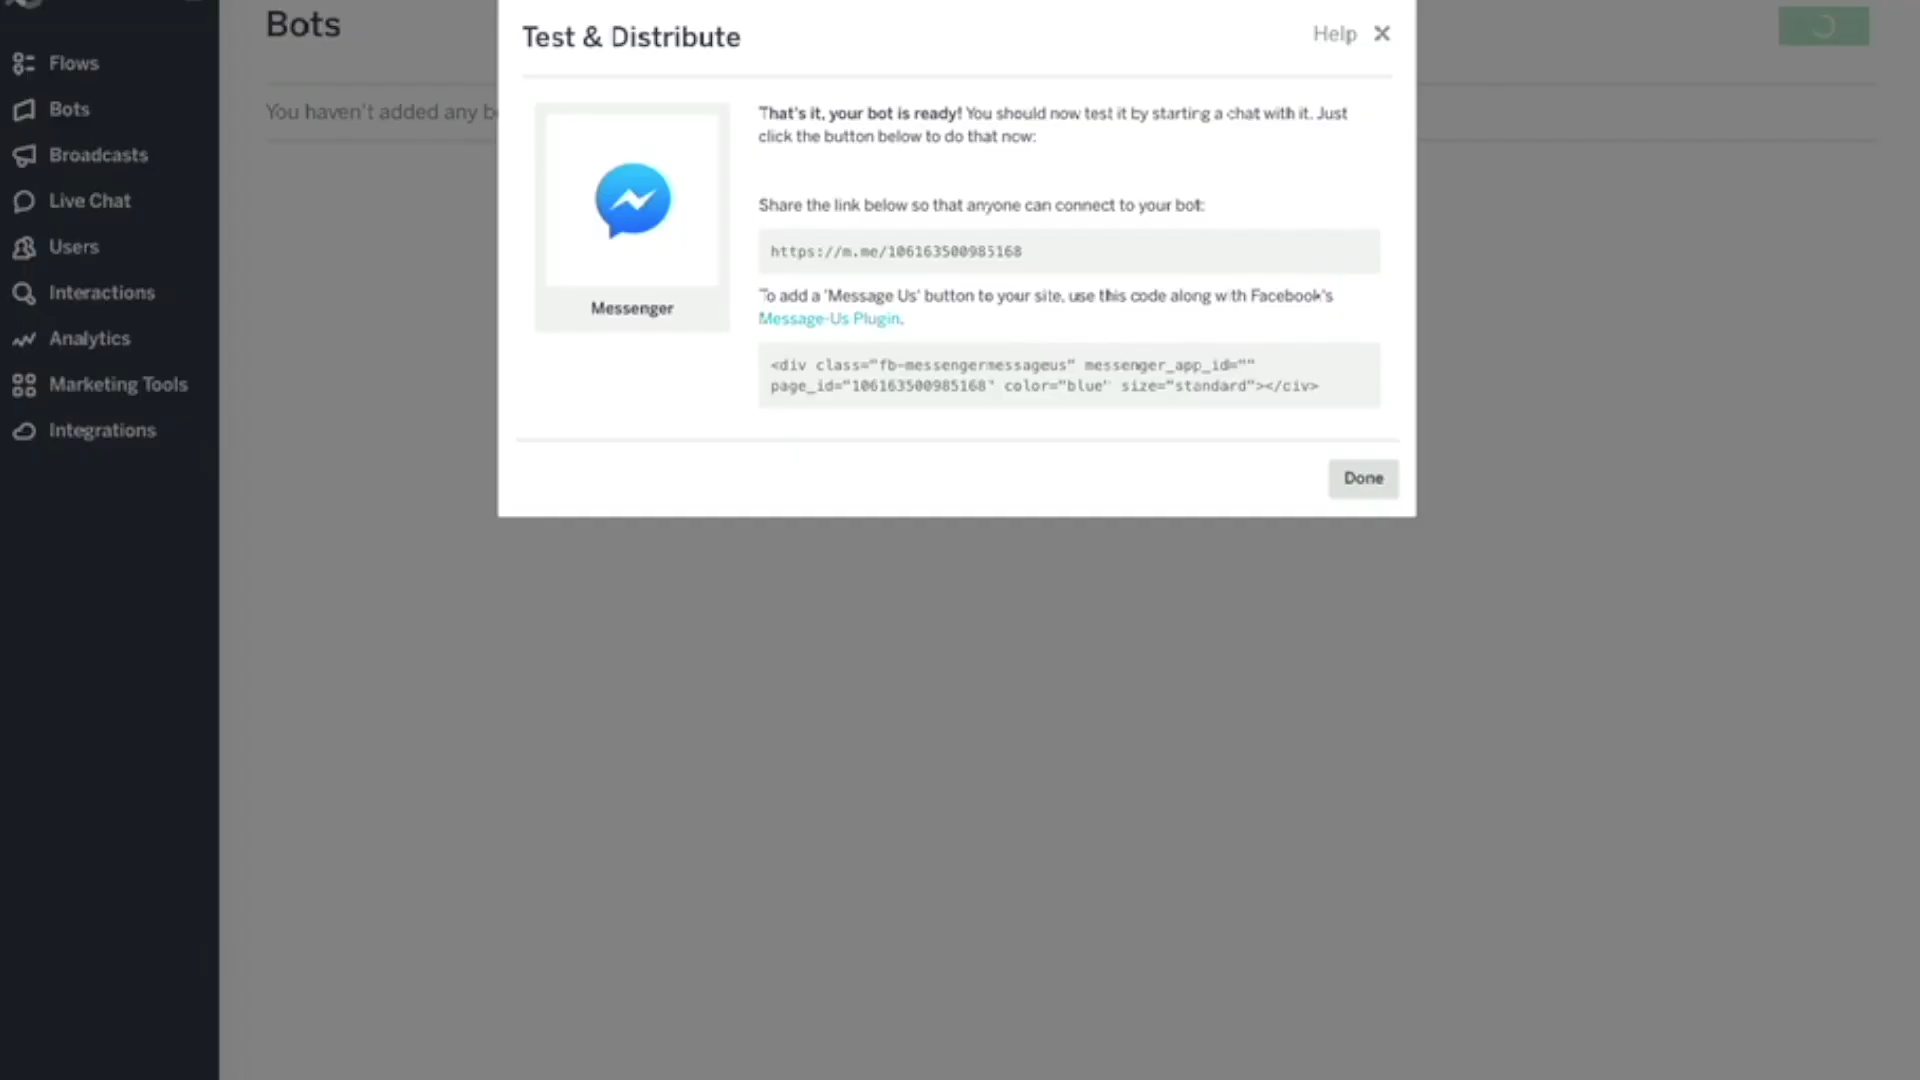 Bots
Flows
Bots
Broadcasts
Live Chat
Users
Interactions
Analytics
Marketing Tools
Integrations
You haven't added any
Test & Distribute
Help
Messenger
That's it, your bot is ready! You should now test it by starting a chat with it. Just
click the button below to do that now:
Share the link below so that anyone can connect to your bot:
https://m.me/106163500985168
To add a 'Message Us' button to your site, use this code along with Facebook's
Message-Us Plugin.
<div class="fb-messengermessageus" messenger_app_id=""
page_id="106163500985168" color="blue" size="standard"></div>
Done